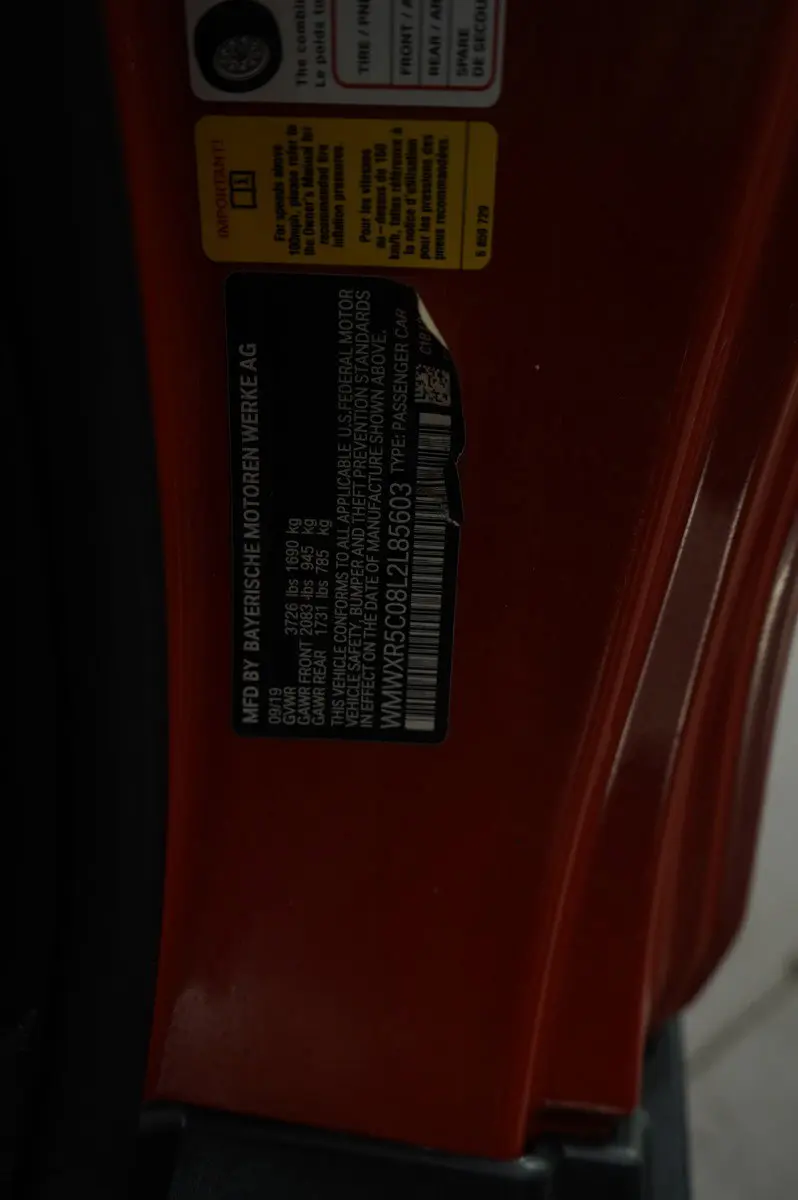 The combin
Le poids to
TIRE / PNE
FRONT / A
REAR / AR
SPARE
DE SECOU
IMPORTANT!
For speeds above
100mph, please refer to
the Owner's Manual for
recommended tire
inflation pressures.
Pour les vitesses
au-dessus de 160
km/h, faites référence à
la notice d'utilisation
pour les pressions des
pneus recommandées.
MFD BY BAYERISCHE MOTOREN WERKE AG
09/19
GVWR 3726 lbs 1690 kg
GAWR FRONT 2083 lbs 945 kg
GAWR REAR 1731 lbs 785 kg
THIS VEHICLE CONFORMS TO ALL APPLICABLE U.S. FEDERAL MOTOR
VEHICLE SAFETY, BUMPER AND THEFT PREVENTION STANDARDS
IN EFFECT ON THE DATE OF MANUFACTURE SHOWN ABOVE.
WMWXR5C08L2L85603 TYPE: PASSENGER CAR